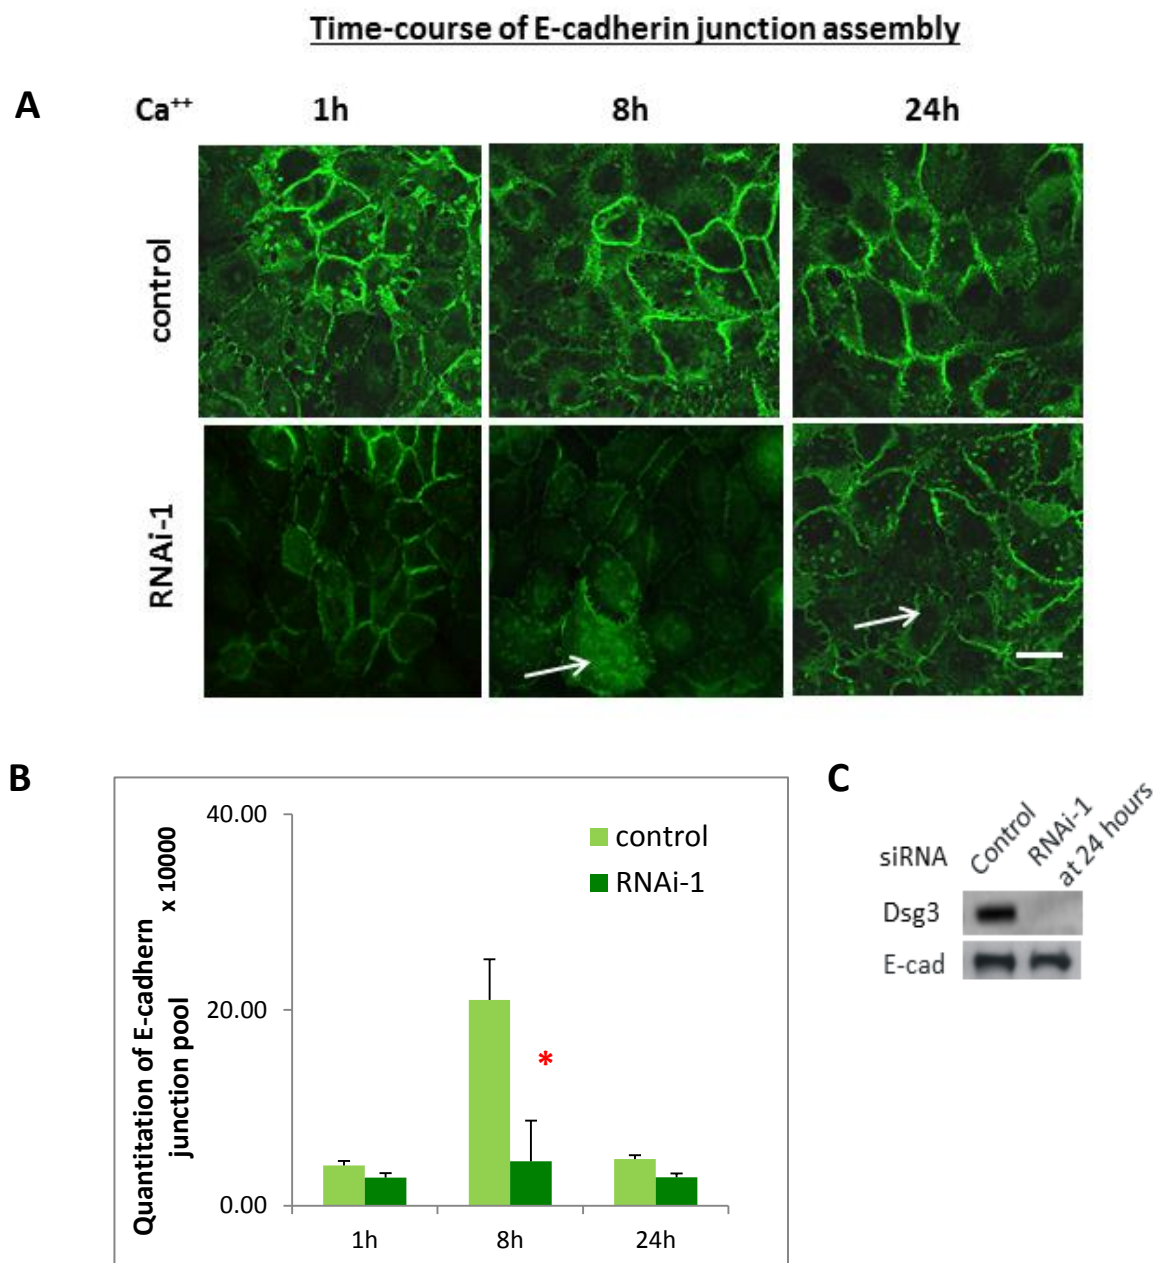 Time-course of E-cadherin junction assembly
A
Ca⁺⁺ 1h 8h 24h
control
RNAi-1
B
Quantitation of E-cadhern
junction pool
x 10000
40.00
20.00
0.00
control
RNAi-1
*
1h 8h 24h
C
siRNA Control RNAi-1
at 24 hours
Dsg3
E-cad